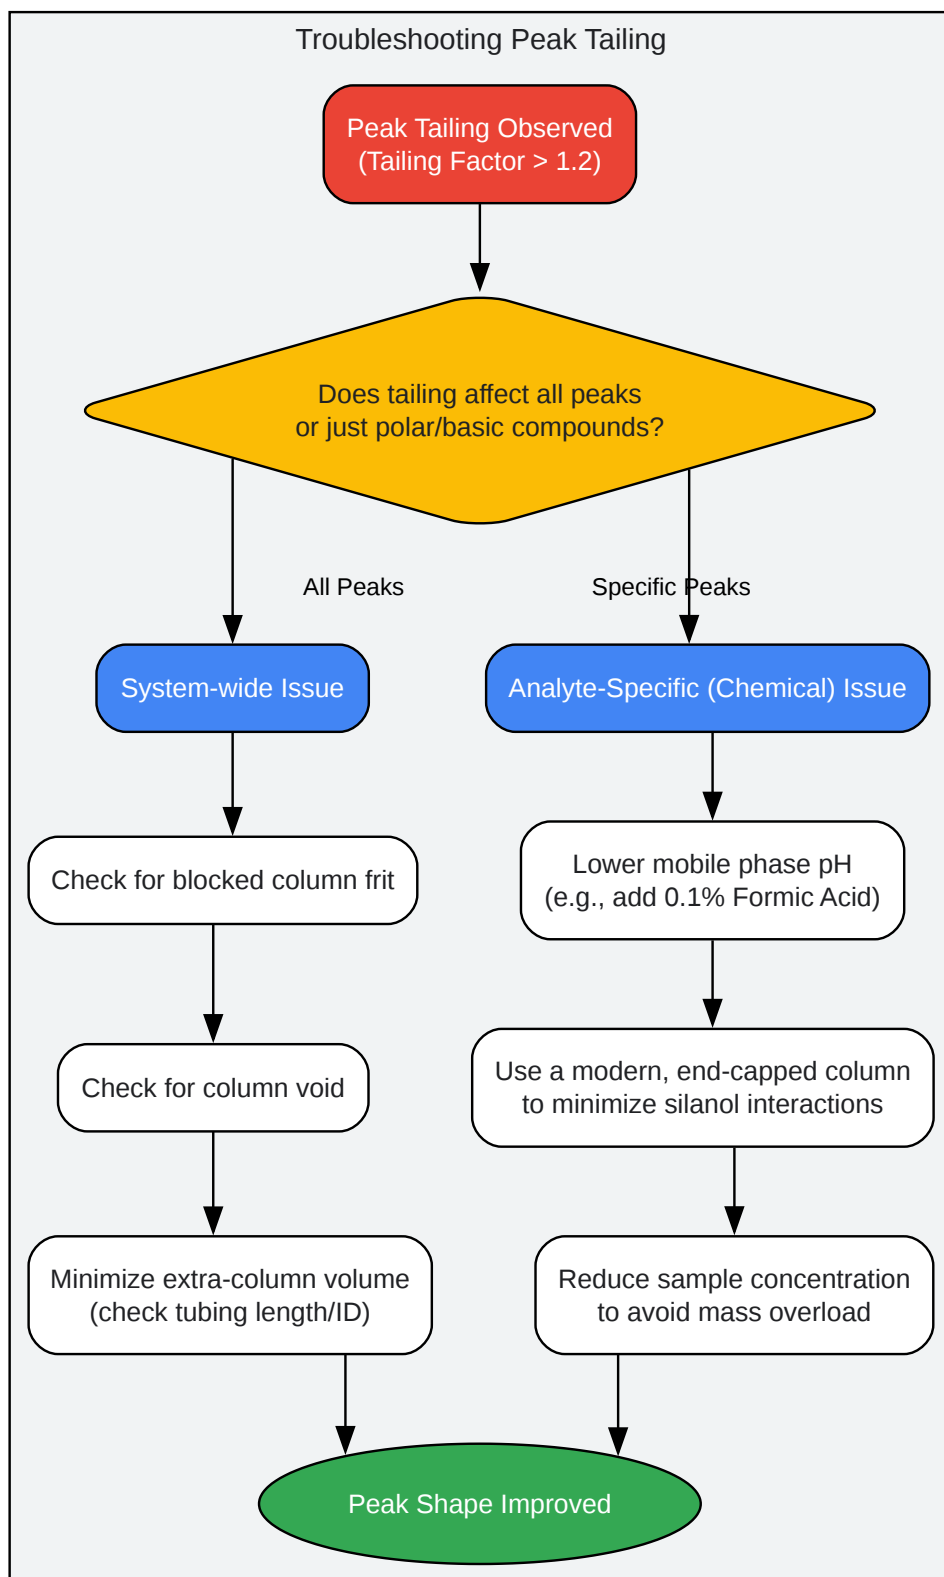 Troubleshooting Peak Tailing
Peak Tailing Observed
(Tailing Factor > 1.2)
Does tailing affect all peaks
or just polar/basic compounds?
All Peaks
Specific Peaks
System-wide Issue
Analyte-Specific (Chemical) Issue
Check for blocked column frit
Lower mobile phase pH
(e.g., add 0.1% Formic Acid)
Check for column void
Use a modern, end-capped column
to minimize silanol interactions
Minimize extra-column volume
(check tubing length/ID)
Reduce sample concentration
to avoid mass overload
Peak Shape Improved